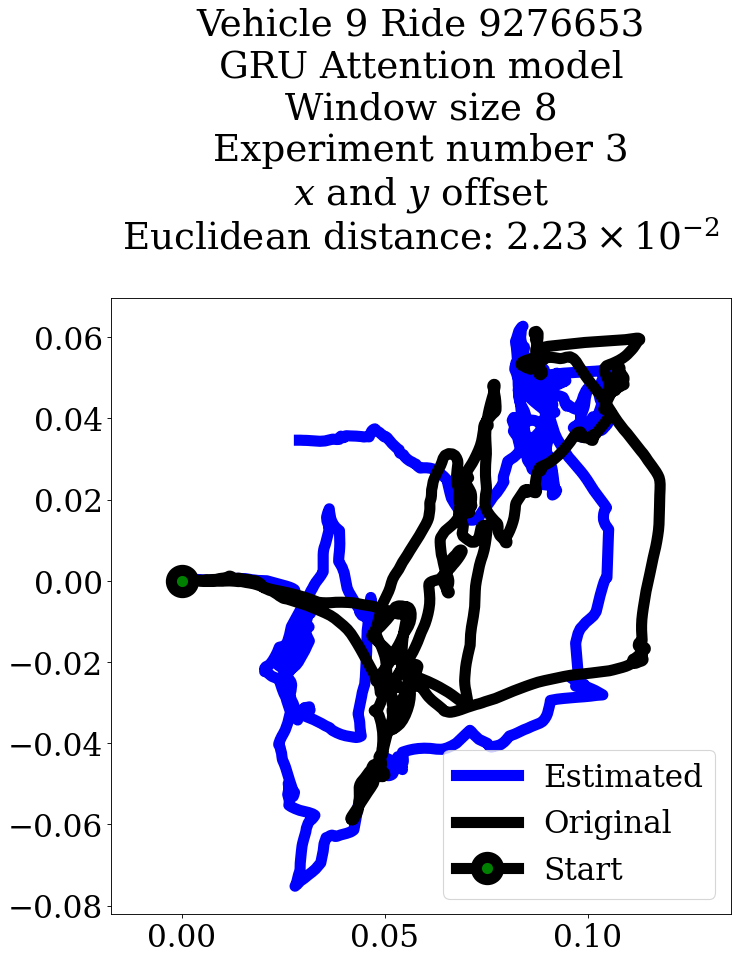 Vehicle 9 Ride 9276653
GRU Attention model
Window size 8
Experiment number 3
x and y offset
Euclidean distance: 2.23 × 10⁻²
0.06
0.04
0.02
0.00
−0.02
−0.04
−0.06
−0.08
0.00 0.05 0.10
Estimated
Original
Start